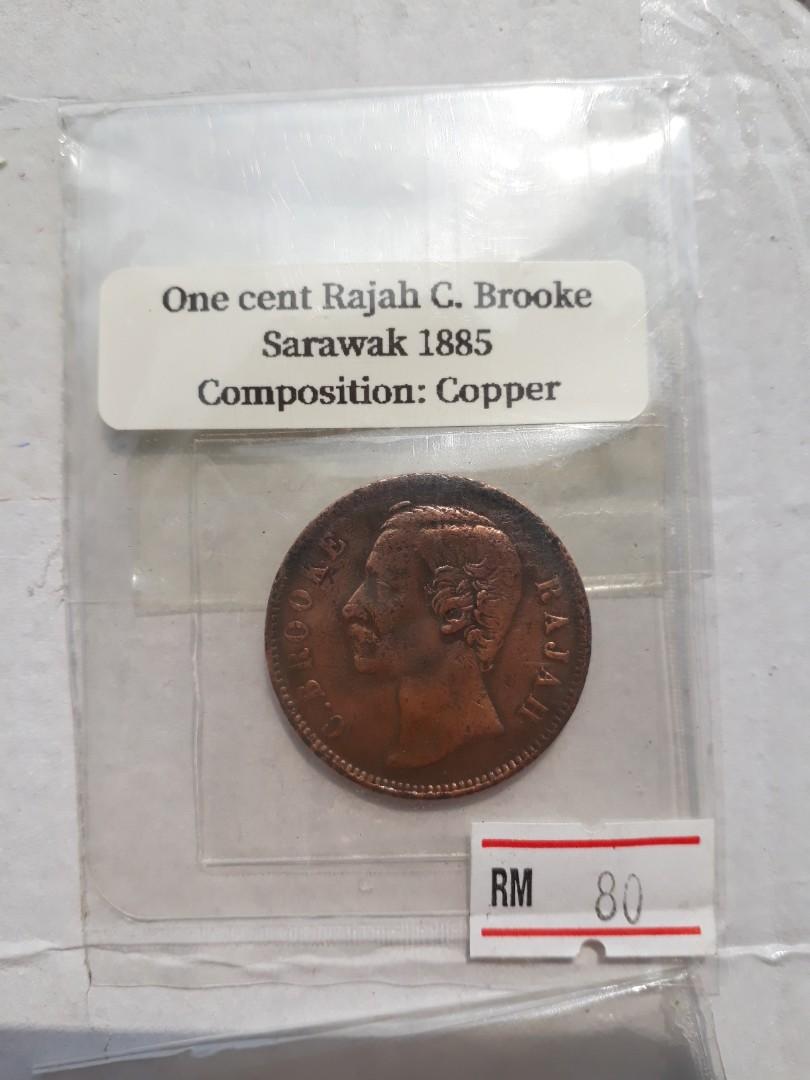 One cent Rajah C. Brooke
Sarawak 1885
Composition: Copper
C. BROOKE RAJAH
RM 80